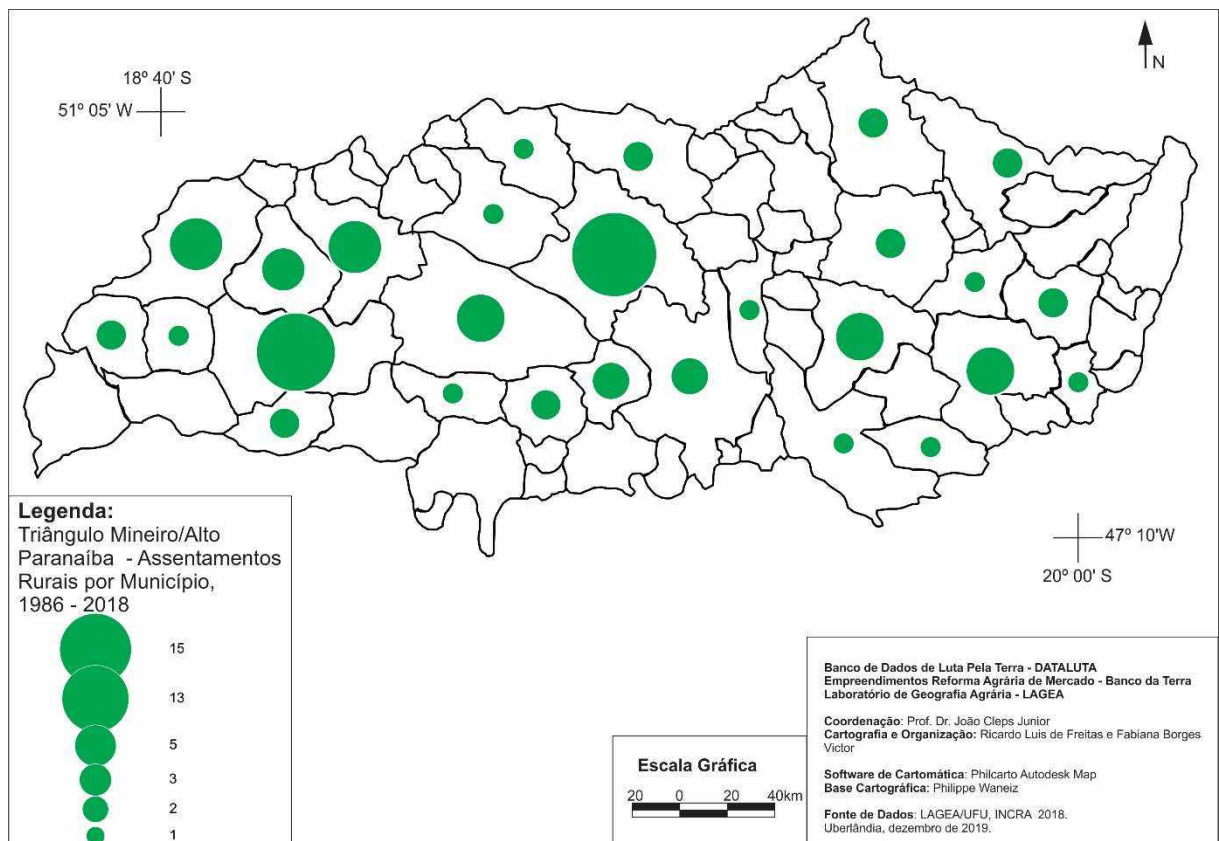 18º 40' S
51º 05' W
N
47º 10'W
20º 00' S
Legenda:
Triângulo Mineiro/Alto
Paranaíba - Assentamentos
Rurais por Município,
1986 - 2018
15
13
5
3
2
1
Escala Gráfica
20 0 20 40km
Banco de Dados de Luta Pela Terra - DATALUTA
Empreendimentos Reforma Agrária de Mercado - Banco da Terra
Laboratório de Geografia Agrária - LAGEA
Coordenação: Prof. Dr. João Cleps Junior
Cartografia e Organização: Ricardo Luis de Freitas e Fabiana Borges
Victor
Software de Cartomática: Philcarto Autodesk Map
Base Cartográfica: Philippe Waneiz
Fonte de Dados: LAGEA/UFU, INCRA 2018.
Uberlândia, dezembro de 2019.